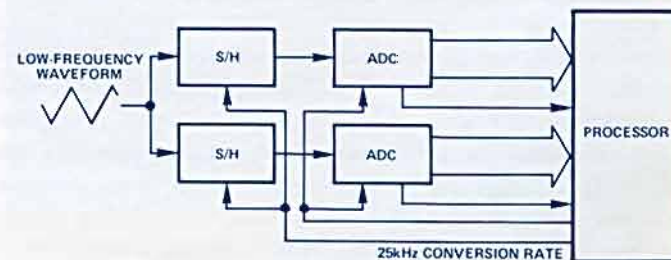 LOW-FREQUENCY
WAVEFORM
S/H
ADC
S/H
ADC
PROCESSOR
25kHz CONVERSION RATE